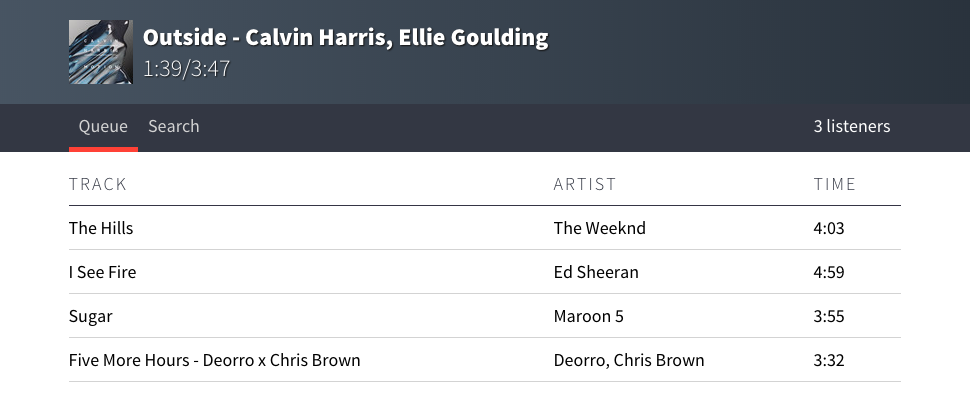 Outside - Calvin Harris, Ellie Goulding
1:39/3:47
Queue Search 3 listeners
TRACK ARTIST TIME
The Hills The Weeknd 4:03
I See Fire Ed Sheeran 4:59
Sugar Maroon 5 3:55
Five More Hours - Deorro x Chris Brown Deorro, Chris Brown 3:32